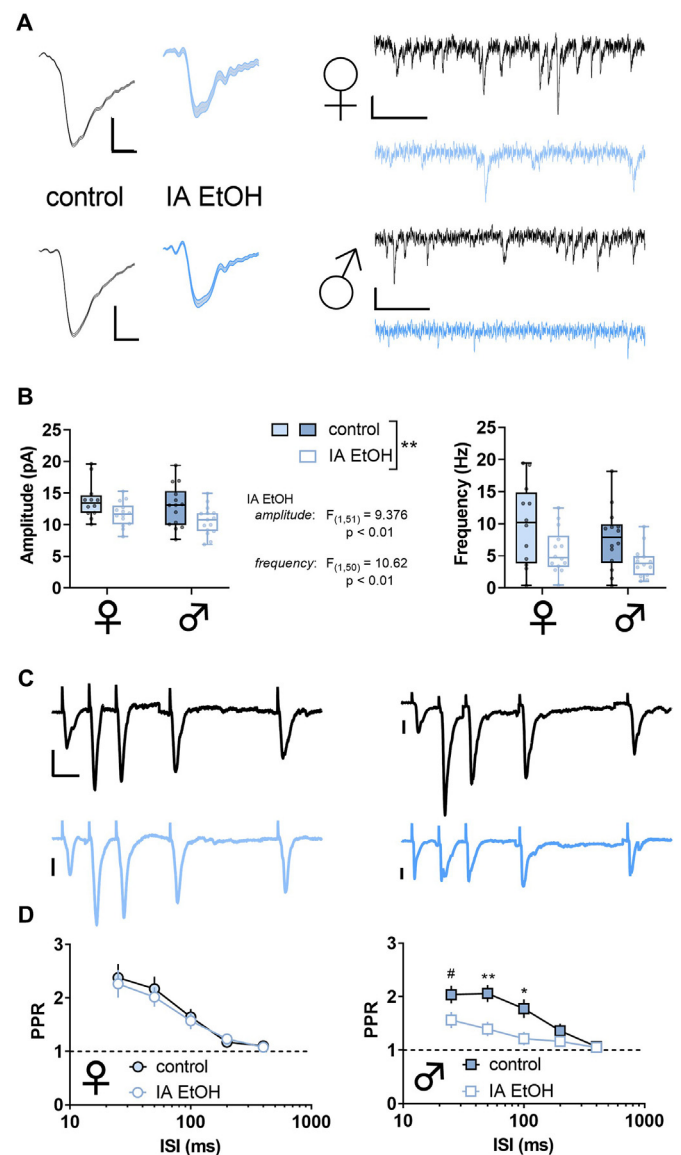 A
control
IA EtOH
B
Amplitude (pA)
25
20
15
10
5
0
♀
♂
control
IA EtOH
**
IA EtOH
amplitude: F(1,51) = 9.376
p < 0.01
frequency: F(1,50) = 10.62
p < 0.01
Frequency (Hz)
25
20
15
10
5
0
♀
♂
C
D
PPR
3
2
1
0
♀
control
IA EtOH
10
100
1000
ISI (ms)
PPR
3
2
1
0
#
**
*
♂
control
IA EtOH
10
100
1000
ISI (ms)